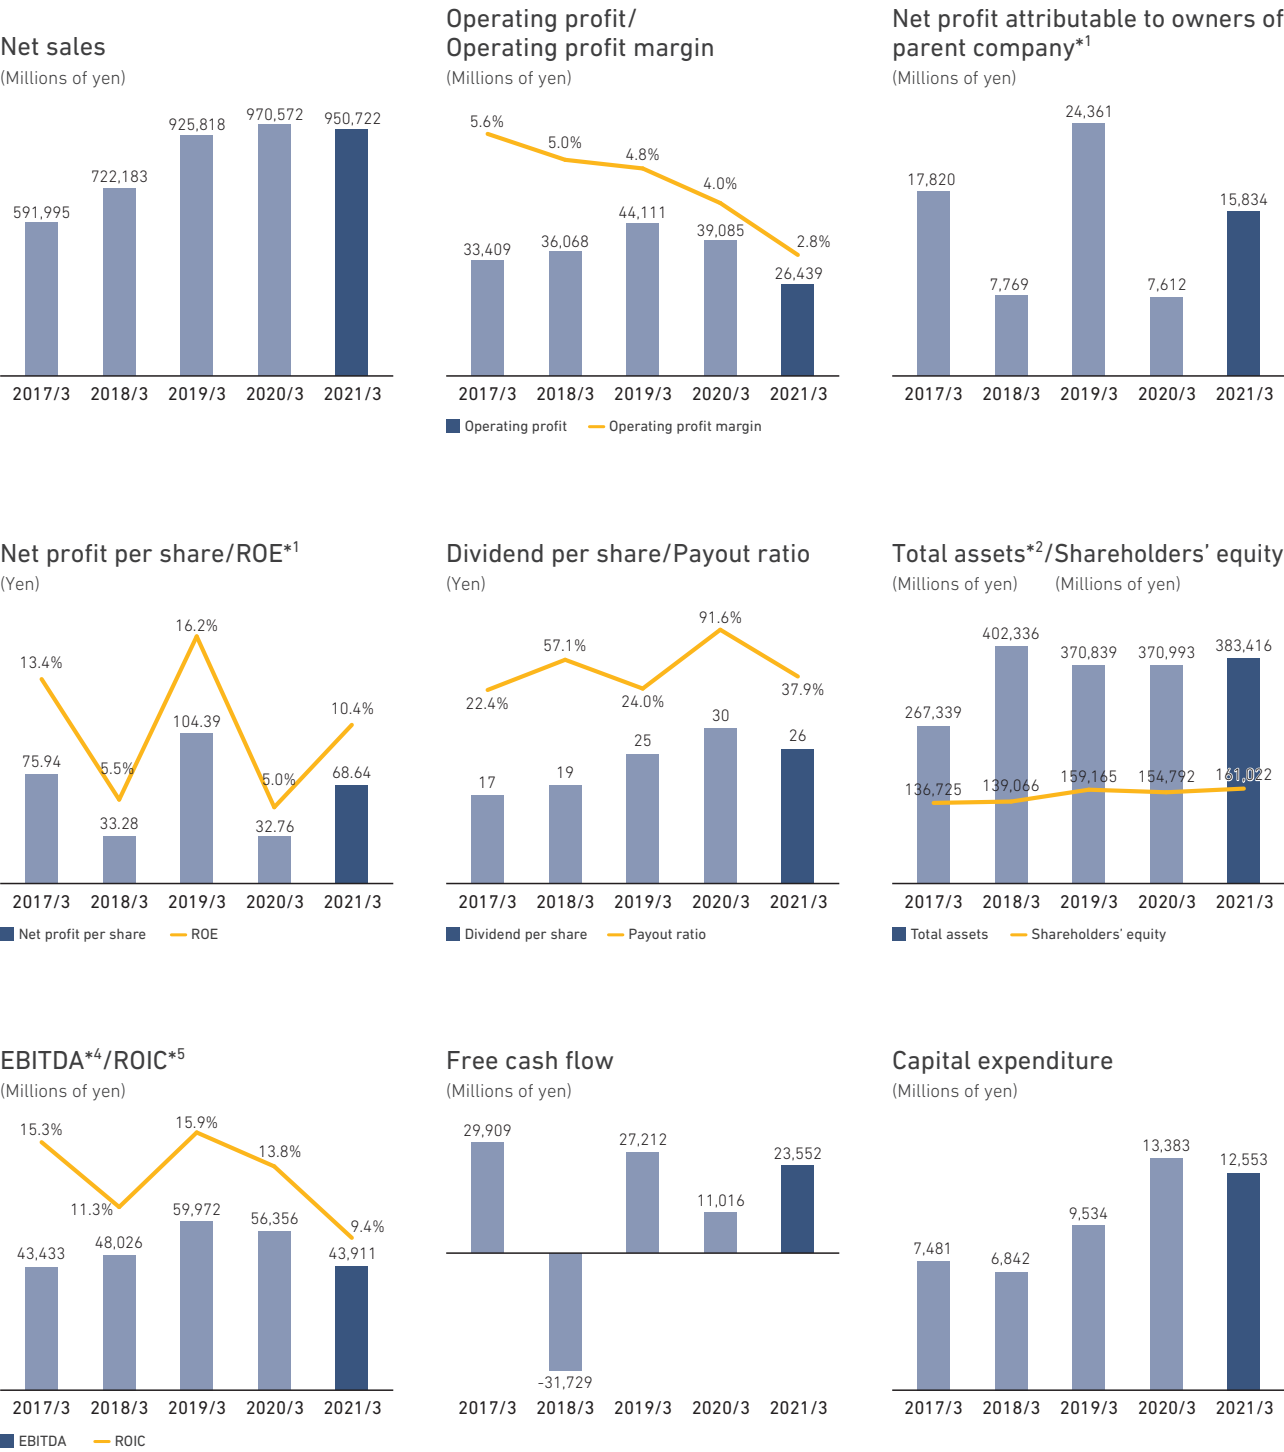 Net sales
(Millions of yen)
591,995
722,183
925,818
970,572
950,722
2017/3 2018/3 2019/3 2020/3 2021/3
Operating profit/
Operating profit margin
(Millions of yen)
5.6%
5.0%
4.8%
4.0%
2.8%
33,409
36,068
44,111
39,085
26,439
2017/3 2018/3 2019/3 2020/3 2021/3
Operating profit Operating profit margin
Net profit attributable to owners of
parent company*1
(Millions of yen)
17,820
7,769
24,361
7,612
15,834
2017/3 2018/3 2019/3 2020/3 2021/3
Net profit per share/ROE*1
(Yen)
13.4%
5.5%
16.2%
5.0%
10.4%
75.94
33.28
104.39
32.76
68.64
2017/3 2018/3 2019/3 2020/3 2021/3
Net profit per share ROE
Dividend per share/Payout ratio
(Yen)
22.4%
57.1%
24.0%
91.6%
37.9%
17
19
25
30
26
2017/3 2018/3 2019/3 2020/3 2021/3
Dividend per share Payout ratio
Total assets*2/Shareholders' equity
(Millions of yen) (Millions of yen)
267,339
402,336
370,839
370,993
383,416
136,725
139,066
159,165
154,792
161,022
2017/3 2018/3 2019/3 2020/3 2021/3
Total assets Shareholders' equity
EBITDA*4/ROIC*5
(Millions of yen)
15.3%
11.3%
15.9%
13.8%
9.4%
43,433
48,026
59,972
56,356
43,911
2017/3 2018/3 2019/3 2020/3 2021/3
EBITDA ROIC
Free cash flow
(Millions of yen)
29,909
-31,729
27,212
11,016
23,552
2017/3 2018/3 2019/3 2020/3 2021/3
Capital expenditure
(Millions of yen)
7,481
6,842
9,534
13,383
12,553
2017/3 2018/3 2019/3 2020/3 2021/3